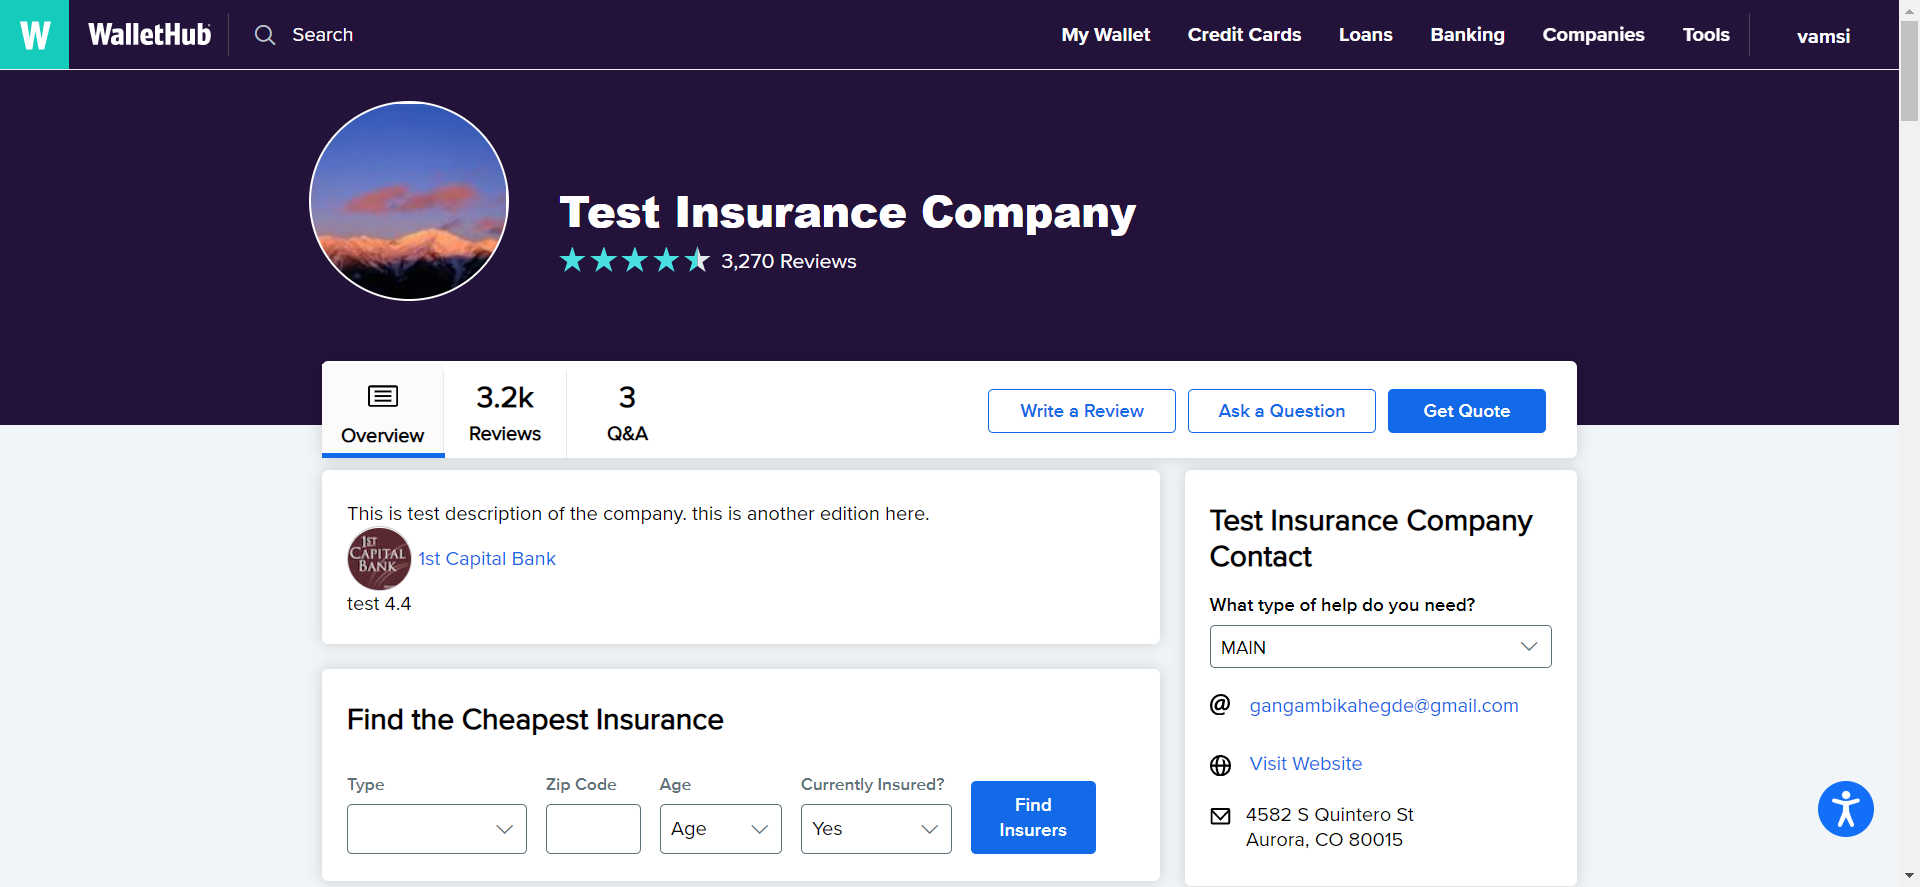 W WalletHub Search My Wallet Credit Cards Loans Banking Companies Tools vamsi
Test Insurance Company
3,270 Reviews
Overview
3.2k
Reviews
3
Q&A
Write a Review
Ask a Question
Get Quote
This is test description of the company. this is another edition here.
1ST
CAPITAL
BANK
1st Capital Bank
test 4.4
Find the Cheapest Insurance
Type
Zip Code
Age
Age
Currently Insured?
Yes
Find
Insurers
Test Insurance Company
Contact
What type of help do you need?
MAIN
@ gangambikahegde@gmail.com
Visit Website
4582 S Quintero St
Aurora, CO 80015